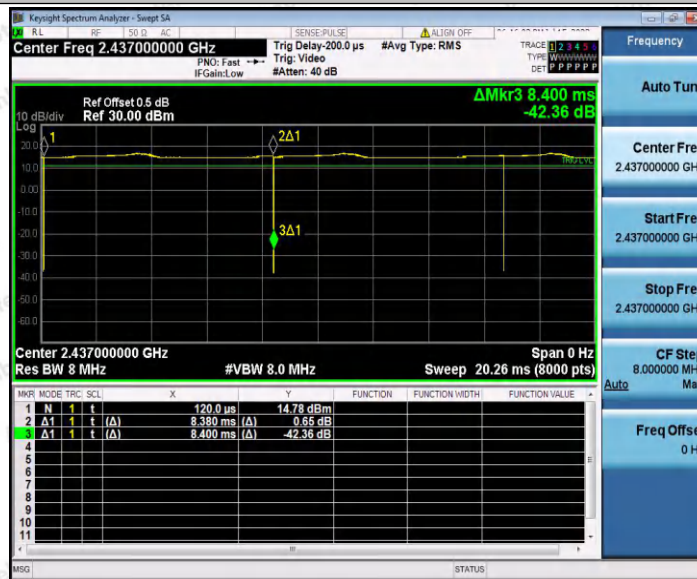 Keysight Spectrum Analyzer - Swept SA
RL RF 50 Ω AC SENSE:PULSE ALIGN OFF
Center Freq 2.437000000 GHz
PNO: Fast
IFGain:Low
Trig Delay-200.0 µs
Trig: Video
#Atten: 40 dB
#Avg Type: RMS
TRACE 1 2 3 4 5 6
TYPE WWWWWW
DET P P P P P P
ΔMkr3 8.400 ms
-42.36 dB
Ref Offset 0.5 dB
10 dB/div Ref 30.00 dBm
Log
20.0
10.0
0.00
-10.0
-20.0
-30.0
-40.0
-50.0
-60.0
1
2Δ1
3Δ1
TRIG LVL
Center 2.437000000 GHz Span 0 Hz
Res BW 8 MHz #VBW 8.0 MHz Sweep 20.26 ms (8000 pts)
MKR MODE TRC SCL X Y FUNCTION FUNCTION WIDTH FUNCTION VALUE
1 N 1 t 120.0 µs 14.78 dBm
2 Δ1 1 t (Δ) 8.380 ms (Δ) 0.65 dB
3 Δ1 1 t (Δ) 8.400 ms (Δ) -42.36 dB
4
5
6
7
8
9
10
11
MSG STATUS
Frequency
Auto Tun
Center Fre
2.437000000 GH
Start Fre
2.437000000 GH
Stop Fre
2.437000000 GH
CF Ste
8.000000 MH
Auto Ma
Freq Offse
0 H